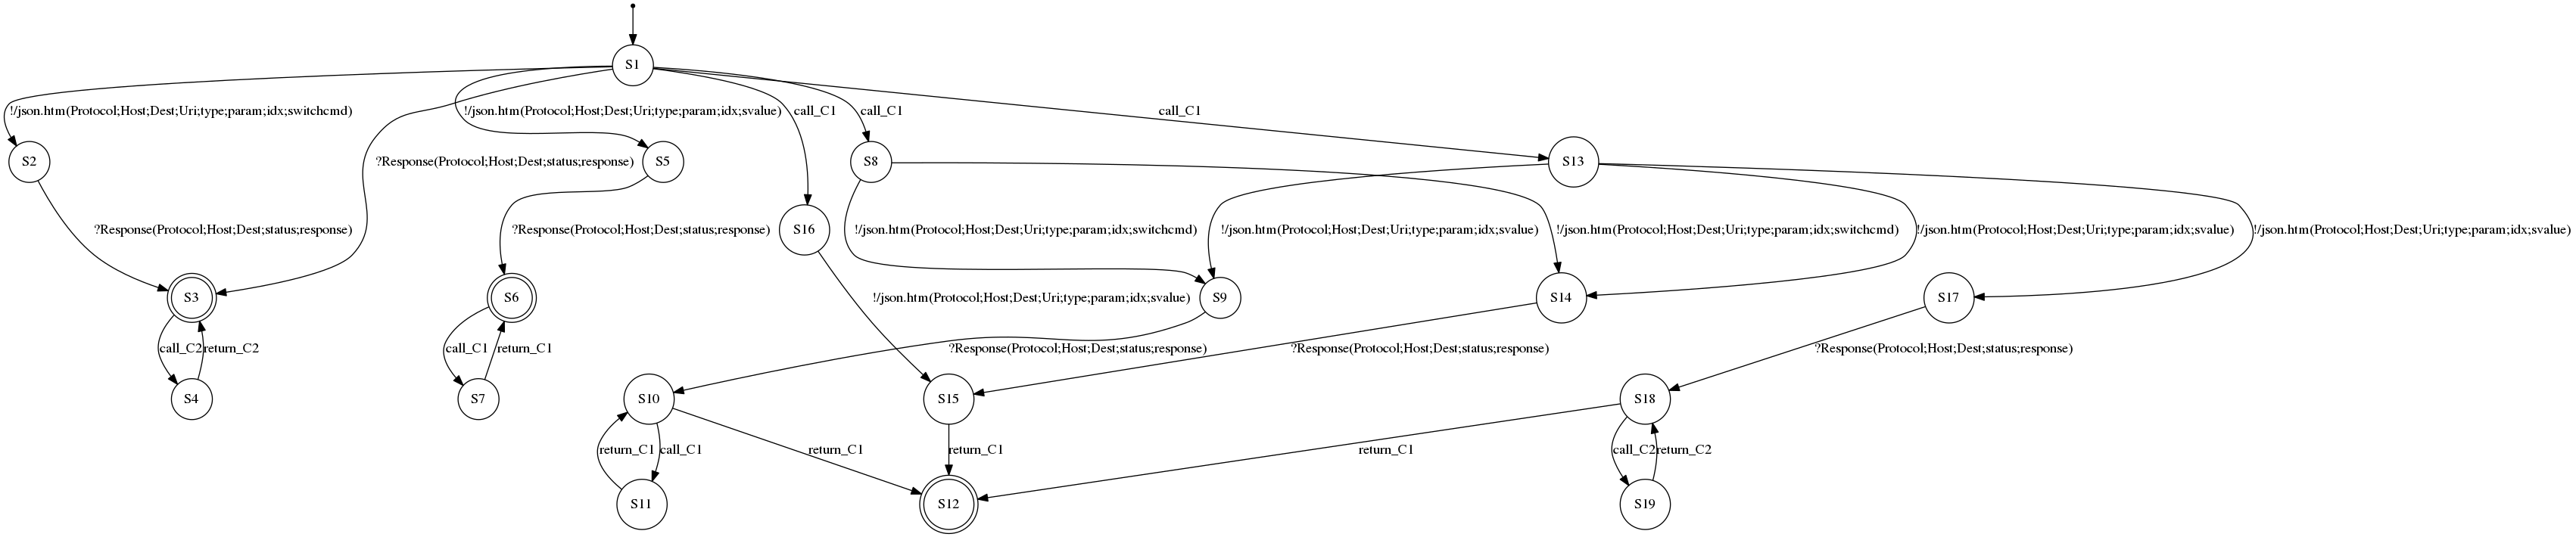 S1
!/json.htm(Protocol;Host;Dest;Uri;type;param;idx;switchcmd)
!/json.htm(Protocol;Host;Dest;Uri;type;param;idx;svalue)
call_C1
call_C1
call_C1
S2
?Response(Protocol;Host;Dest;status;response)
S5
S8
S13
?Response(Protocol;Host;Dest;status;response)
?Response(Protocol;Host;Dest;status;response)
S16
!/json.htm(Protocol;Host;Dest;Uri;type;param;idx;switchcmd)
!/json.htm(Protocol;Host;Dest;Uri;type;param;idx;svalue)
!/json.htm(Protocol;Host;Dest;Uri;type;param;idx;switchcmd)
!/json.htm(Protocol;Host;Dest;Uri;type;param;idx;svalue)
!/json.htm(Protocol;Host;Dest;Uri;type;param;idx;svalue)
S3
S6
!/json.htm(Protocol;Host;Dest;Uri;type;param;idx;svalue)
S9
S14
S17
call_C2
return_C2
call_C1
return_C1
?Response(Protocol;Host;Dest;status;response)
?Response(Protocol;Host;Dest;status;response)
?Response(Protocol;Host;Dest;status;response)
S4
S7
S10
S15
S18
return_C1
call_C1
return_C1
return_C1
return_C1
call_C2
return_C2
S11
S12
S19